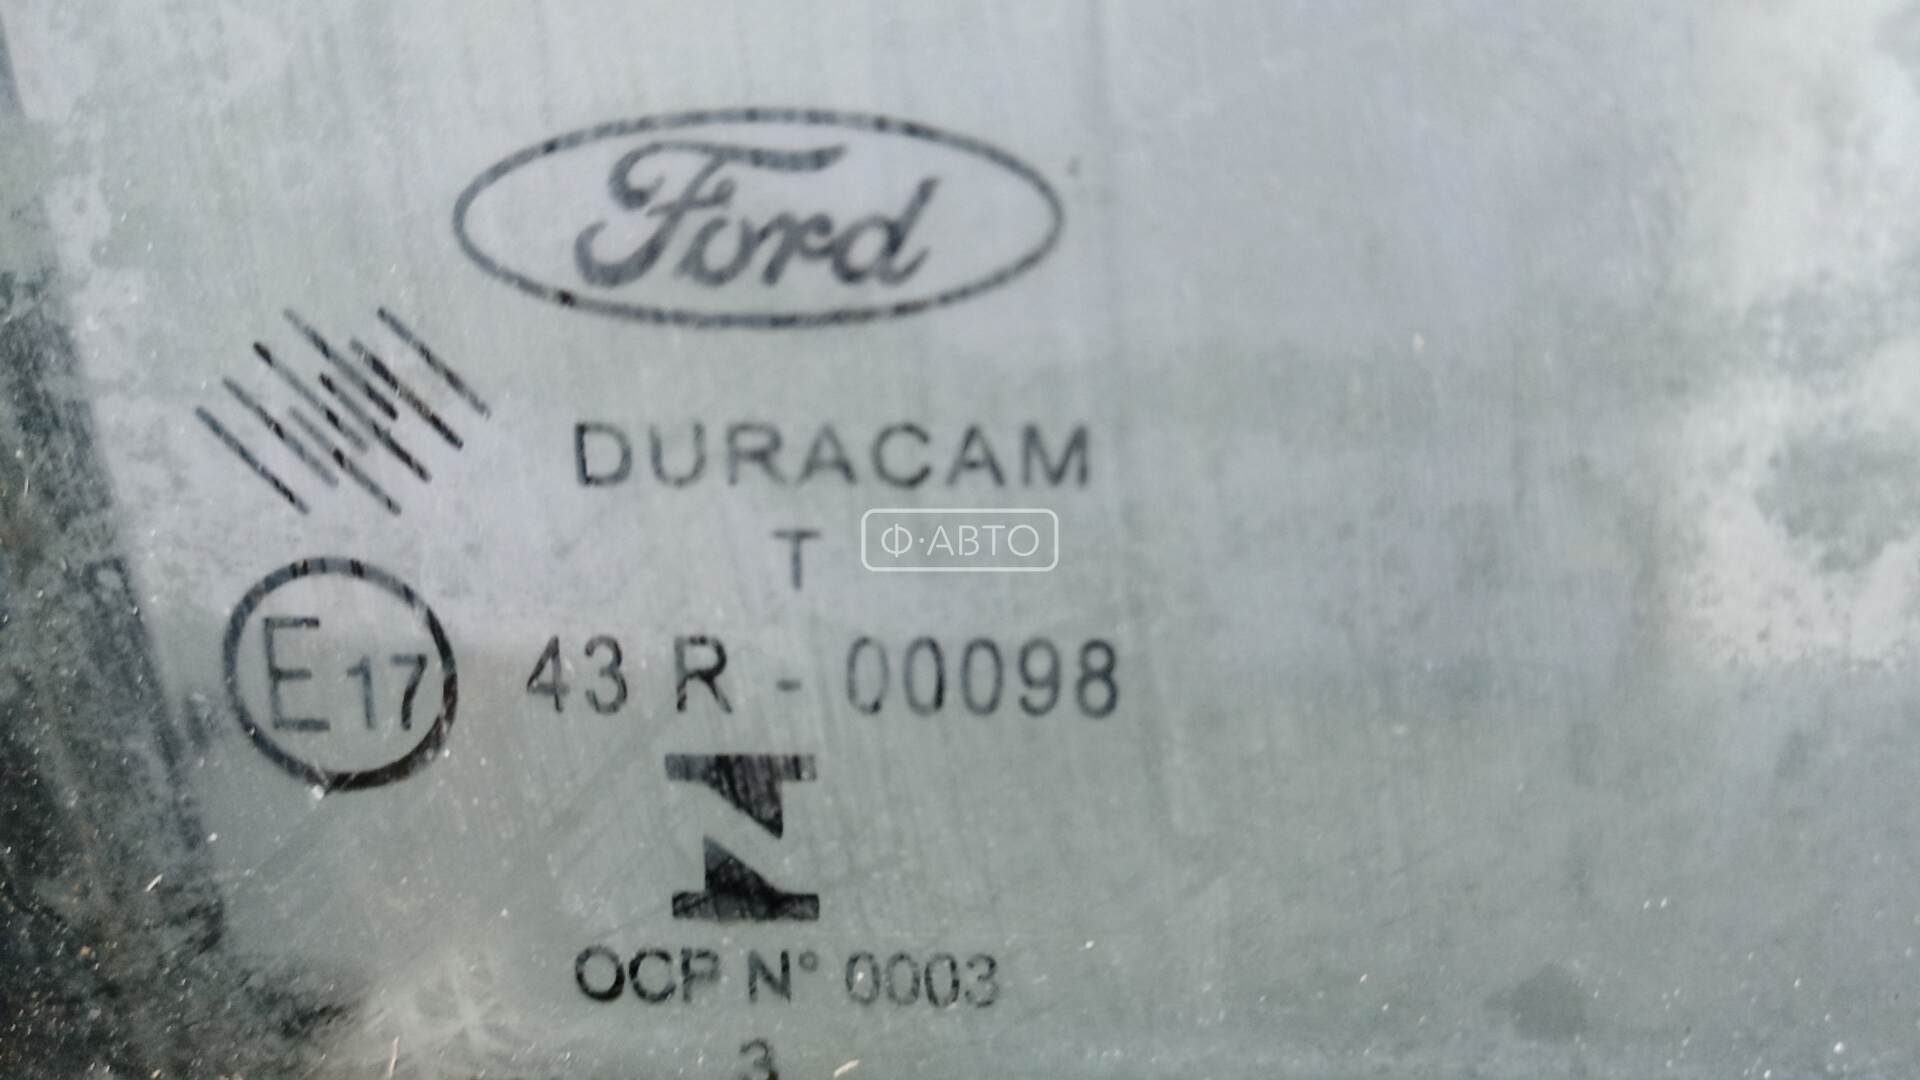 Ford
DURACAM
T
Ф·АВТО
E17 43 R - 00098
OCP N° 0003
3